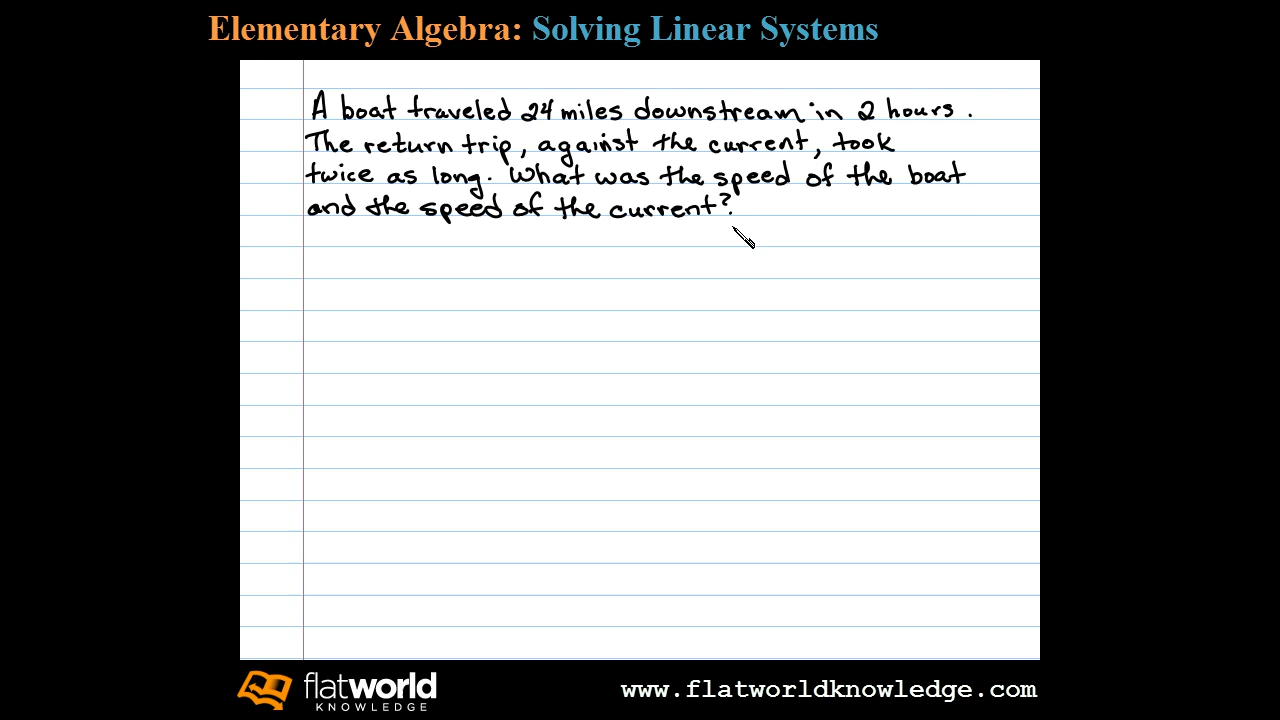 Elementary Algebra: Solving Linear Systems
A boat traveled 24 miles downstream in 2 hours.
The return trip, against the current, took
twice as long. What was the speed of the boat
and the speed of the current?
flatworld
KNOWLEDGE
www.flatworldknowledge.com